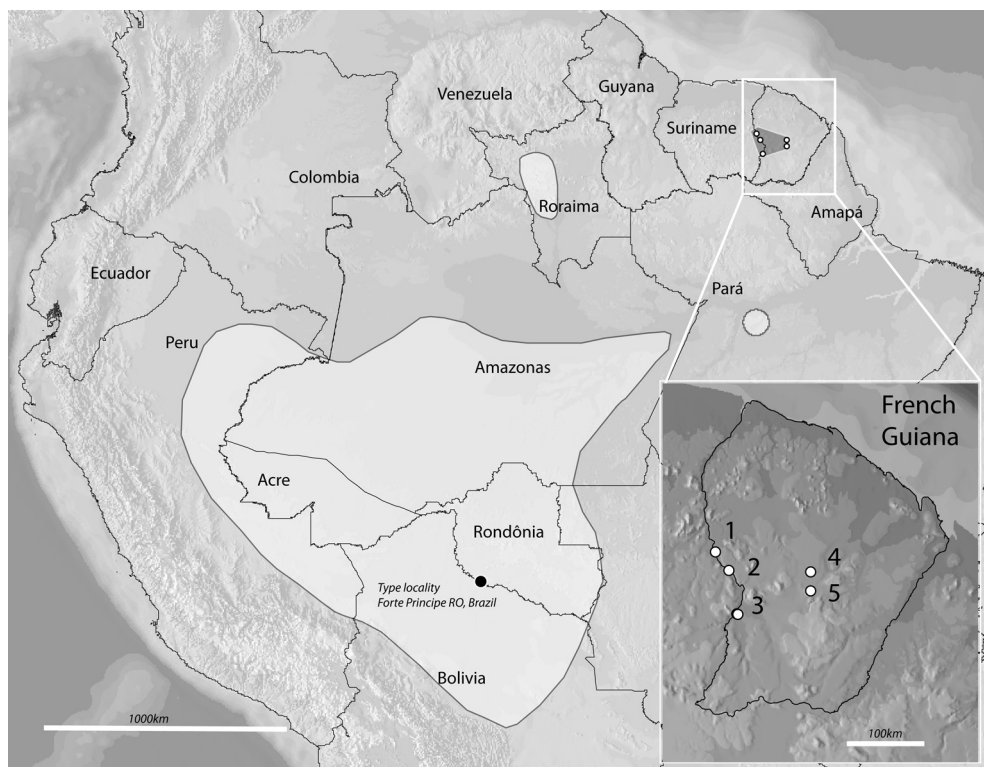 Venezuela
Guyana
Suriname
Colombia
Roraima
Amapá
Ecuador
Pará
Peru
Amazonas
French
Guiana
Acre
Rondônia
1
2
4
Type locality
Forte Principe RO, Brazil
5
3
Bolivia
1000km
100km